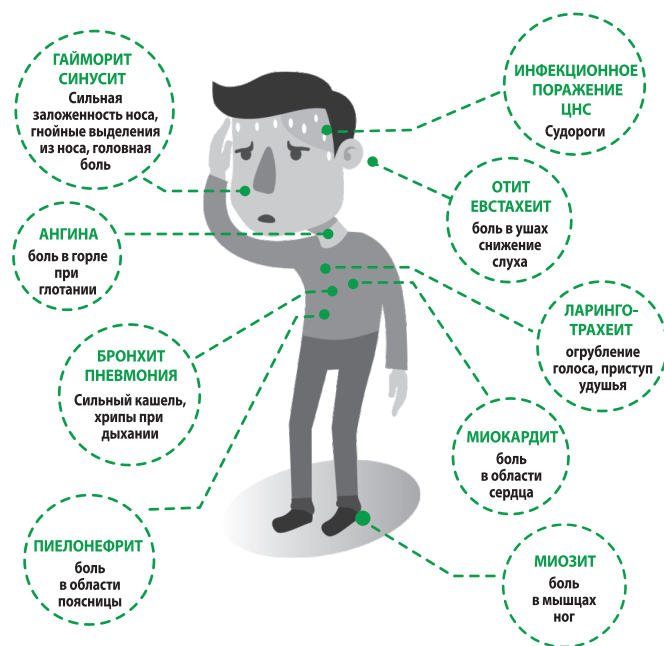 ГАЙМОРИТ
СИНУСИТ
Сильная
заложенность носа,
гнойные выделения
из носа, головная
боль
ИНФЕКЦИОННОЕ
ПОРАЖЕНИЕ
ЦНС
Судороги
АНГИНА
боль в горле
при
глотании
ОТИТ
ЕВСТАХЕИТ
боль в ушах
снижение
слуха
БРОНХИТ
ПНЕВМОНИЯ
Сильный кашель,
хрипы при
дыхании
ЛАРИНГО-
ТРАХЕИТ
огрубление
голоса, приступ
удушья
МИОКАРДИТ
боль
в области
сердца
ПИЕЛОНЕФРИТ
боль
в области
поясницы
МИОЗИТ
боль
в мышцах
ног